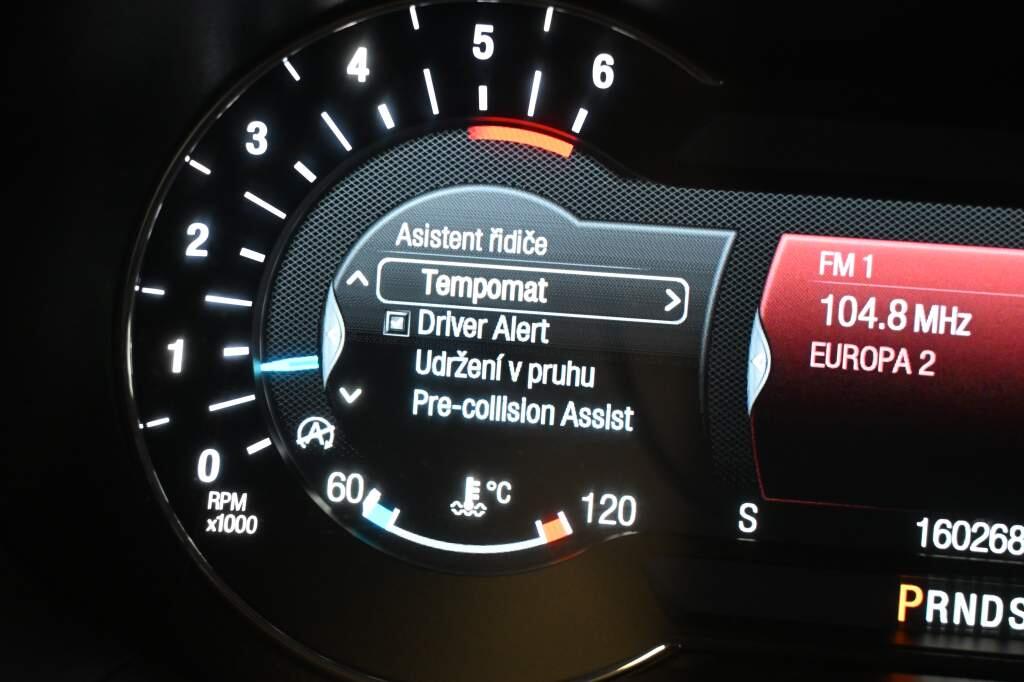 6
5
4
3
2
1
0
RPM
x1000
Asistent řidiče
Tempomat
Driver Alert
Udržení v pruhu
Pre-collision Assist
60
°C
120
FM 1
104.8 MHz
EUROPA 2
S
160268
PRNDS